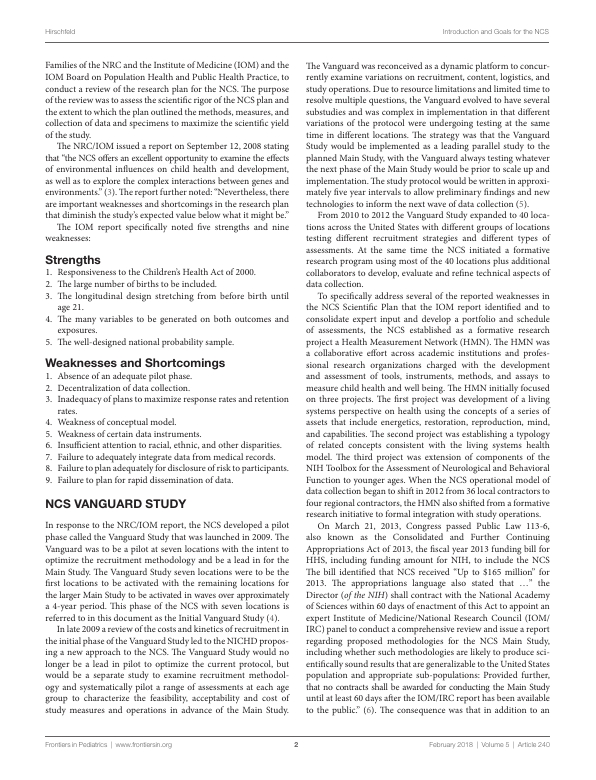 Hirschfeld
Introduction and Goals for the NCS
Families of the NRC and the Institute of Medicine (IOM) and the
IOM Board on Population Health and Public Health Practice, to
conduct a review of the research plan for the NCS. The purpose
of the review was to assess the scientific rigor of the NCS plan and
the extent to which the plan outlined the methods, measures, and
collection of data and specimens to maximize the scientific yield
of the study.
The NRC/IOM issued a report on September 12, 2008 stating
that “the NCS offers an excellent opportunity to examine the effects
of environmental influences on child health and development,
as well as to explore the complex interactions between genes and
environments.” (3). The report further noted: “Nevertheless, there
are important weaknesses and shortcomings in the research plan
that diminish the study’s expected value below what it might be.”
The IOM report specifically noted five strengths and nine
weaknesses:
Strengths
1. Responsiveness to the Children’s Health Act of 2000.
2. The large number of births to be included.
3. The longitudinal design stretching from before birth until
age 21.
4. The many variables to be generated on both outcomes and
exposures.
5. The well-designed national probability sample.
Weaknesses and Shortcomings
1. Absence of an adequate pilot phase.
2. Decentralization of data collection.
3. Inadequacy of plans to maximize response rates and retention
rates.
4. Weakness of conceptual model.
5. Weakness of certain data instruments.
6. Insufficient attention to racial, ethnic, and other disparities.
7. Failure to adequately integrate data from medical records.
8. Failure to plan adequately for disclosure of risk to participants.
9. Failure to plan for rapid dissemination of data.
NCS VANGUARD STUDY
In response to the NRC/IOM report, the NCS developed a pilot
phase called the Vanguard Study that was launched in 2009. The
Vanguard was to be a pilot at seven locations with the intent to
optimize the recruitment methodology and be a lead in for the
Main Study. The Vanguard Study seven locations were to be the
first locations to be activated with the remaining locations for
the larger Main Study to be activated in waves over approximately
a 4-year period. This phase of the NCS with seven locations is
referred to in this document as the Initial Vanguard Study (4).
In late 2009 a review of the costs and kinetics of recruitment in
the initial phase of the Vanguard Study led to the NICHD propos-
ing a new approach to the NCS. The Vanguard Study would no
longer be a lead in pilot to optimize the current protocol, but
would be a separate study to examine recruitment methodol-
ogy and systematically pilot a range of assessments at each age
group to characterize the feasibility, acceptability and cost of
study measures and operations in advance of the Main Study.
The Vanguard was reconceived as a dynamic platform to concur-
rently examine variations on recruitment, content, logistics, and
study operations. Due to resource limitations and limited time to
resolve multiple questions, the Vanguard evolved to have several
substudies and was complex in implementation in that different
variations of the protocol were undergoing testing at the same
time in different locations. The strategy was that the Vanguard
Study would be implemented as a leading parallel study to the
planned Main Study, with the Vanguard always testing whatever
the next phase of the Main Study would be prior to scale up and
implementation. The study protocol would be written in approxi-
mately five year intervals to allow preliminary findings and new
technologies to inform the next wave of data collection (5).
From 2010 to 2012 the Vanguard Study expanded to 40 loca-
tions across the United States with different groups of locations
testing different recruitment strategies and different types of
assessments. At the same time the NCS initiated a formative
research program using most of the 40 locations plus additional
collaborators to develop, evaluate and refine technical aspects of
data collection.
To specifically address several of the reported weaknesses in
the NCS Scientific Plan that the IOM report identified and to
consolidate expert input and develop a portfolio and schedule
of assessments, the NCS established as a formative research
project a Health Measurement Network (HMN). The HMN was
a collaborative effort across academic institutions and profes-
sional research organizations charged with the development
and assessment of tools, instruments, methods, and assays to
measure child health and well being. The HMN initially focused
on three projects. The first project was development of a living
systems perspective on health using the concepts of a series of
assets that include energetics, restoration, reproduction, mind,
and capabilities. The second project was establishing a typology
of related concepts consistent with the living systems health
model. The third project was extension of components of the
NIH Toolbox for the Assessment of Neurological and Behavioral
Function to younger ages. When the NCS operational model of
data collection began to shift in 2012 from 36 local contractors to
four regional contractors, the HMN also shifted from a formative
research initiative to formal integration with study operations.
On March 21, 2013, Congress passed Public Law 113-6,
also known as the Consolidated and Further Continuing
Appropriations Act of 2013, the fiscal year 2013 funding bill for
HHS, including funding amount for NIH, to include the NCS
The bill identified that NCS received “Up to $165 million” for
2013. The appropriations language also stated that …” the
Director (of the NIH) shall contract with the National Academy
of Sciences within 60 days of enactment of this Act to appoint an
expert Institute of Medicine/National Research Council (IOM/
IRC) panel to conduct a comprehensive review and issue a report
regarding proposed methodologies for the NCS Main Study,
including whether such methodologies are likely to produce sci-
entifically sound results that are generalizable to the United States
population and appropriate sub-populations: Provided further,
that no contracts shall be awarded for conducting the Main Study
until at least 60 days after the IOM/IRC report has been available
to the public.” (6). The consequence was that in addition to an
Frontiers in Pediatrics | www.frontiersin.org
2
February 2018 | Volume 5 | Article 240